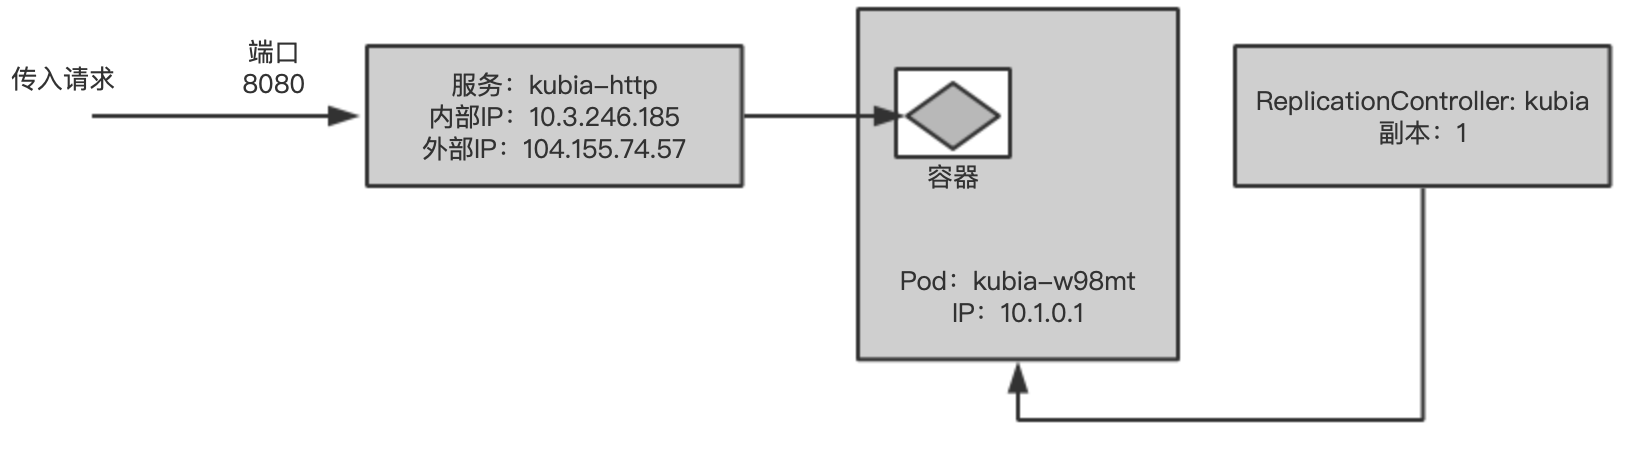 传入请求
端口
8080
服务：kubia-http
内部IP：10.3.246.185
外部IP：104.155.74.57
容器
Pod：kubia-w98mt
IP：10.1.0.1
ReplicationController: kubia
副本：1